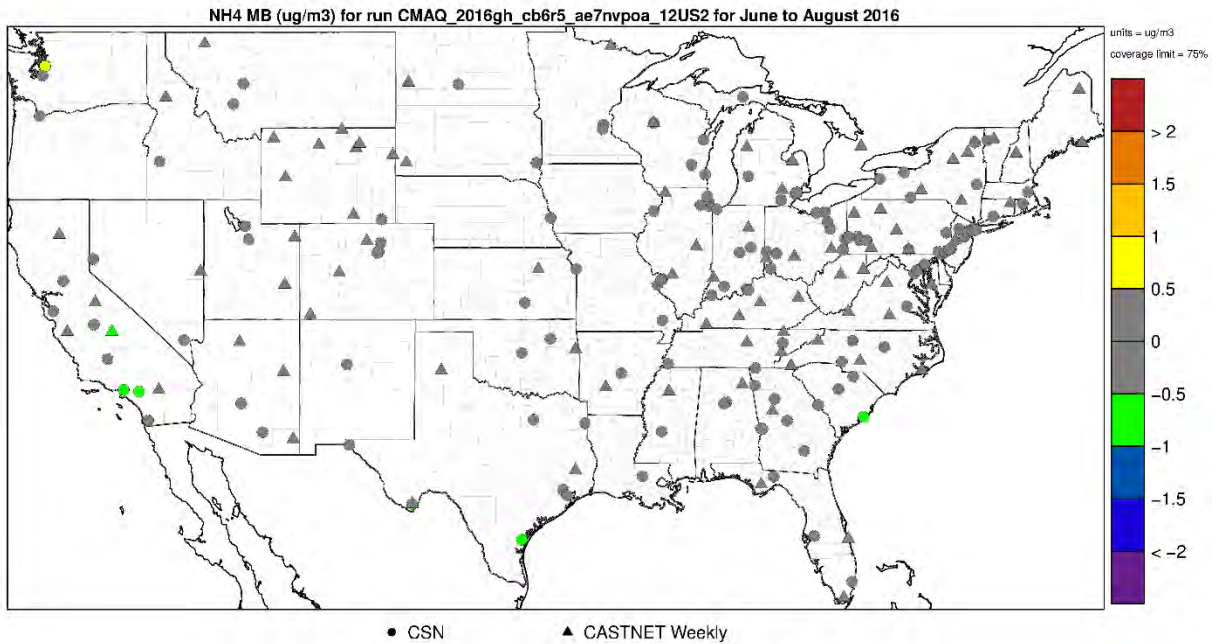 NH4 MB (ug/m3) for run CMAQ_2016gh_cb6r5_ae7nvpoa_12US2 for June to August 2016
units = ug/m3
coverage limit = 75%
> 2
1.5
1
0.5
0
−0.5
−1
−1.5
< −2
CSN
CASTNET Weekly